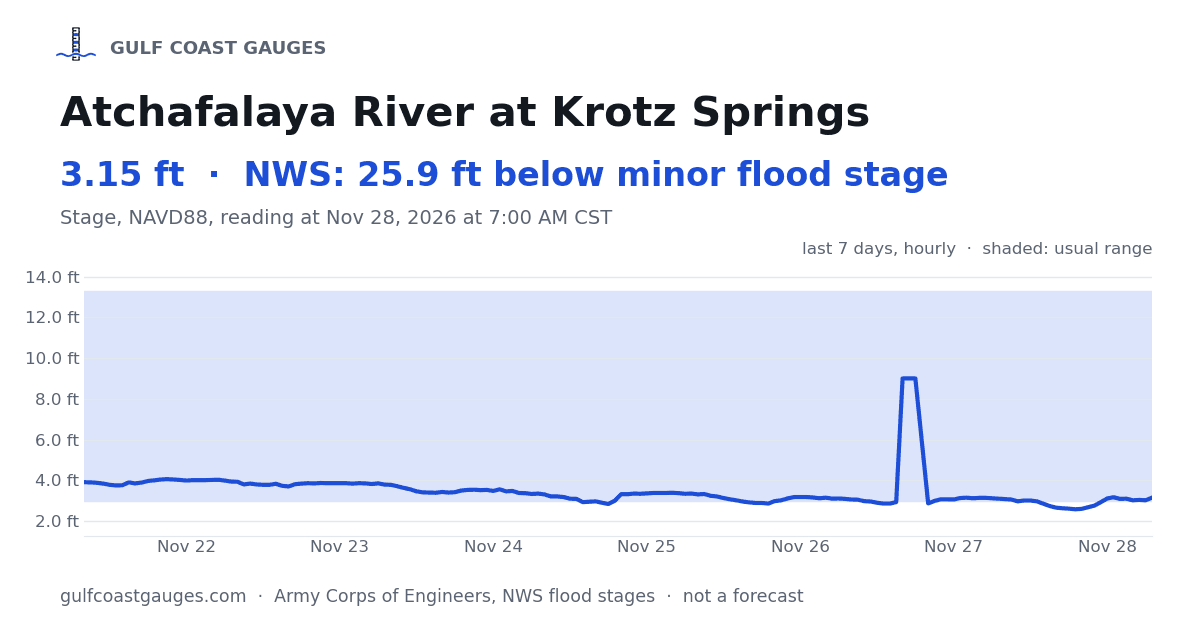 GULF COAST GAUGES
Atchafalaya River at Krotz Springs
3.15 ft · NWS: 25.9 ft below minor flood stage
Stage, NAVD88, reading at Nov 28, 2026 at 7:00 AM CST
last 7 days, hourly · shaded: usual range
14.0 ft
12.0 ft
10.0 ft
8.0 ft
6.0 ft
4.0 ft
2.0 ft
Nov 22 Nov 23 Nov 24 Nov 25 Nov 26 Nov 27 Nov 28
gulfcoastgauges.com · Army Corps of Engineers, NWS flood stages · not a forecast